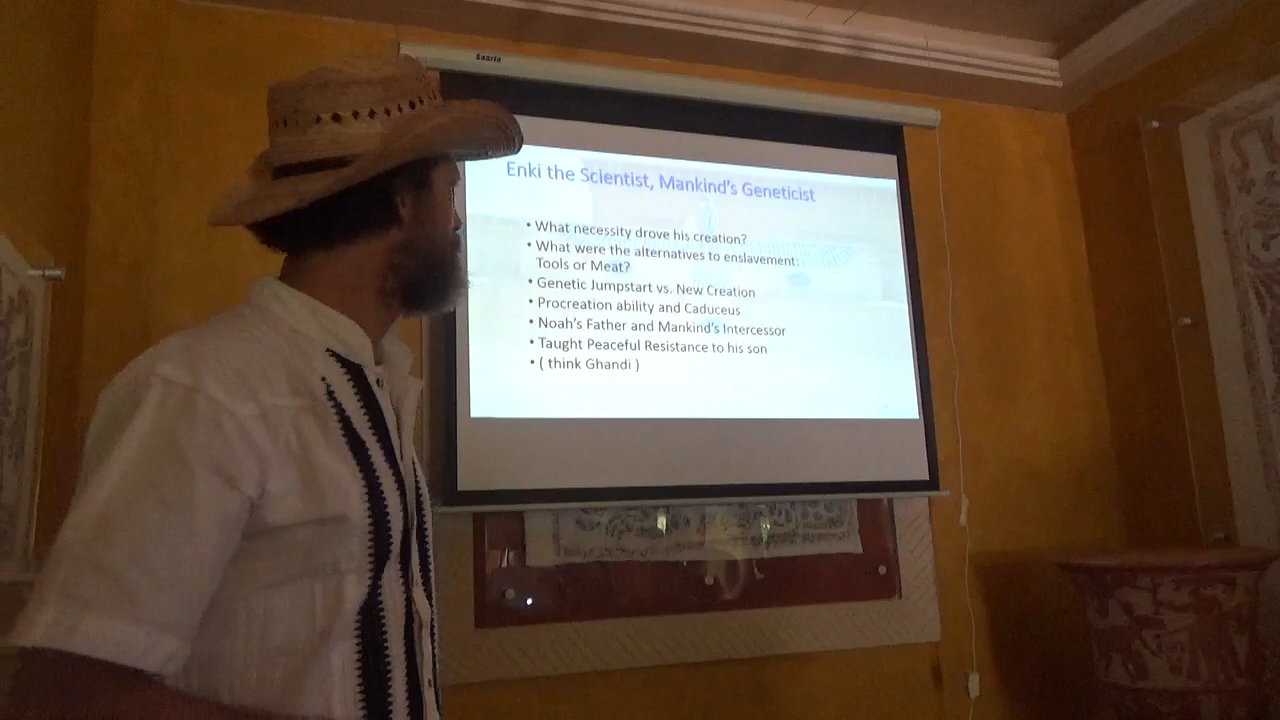 Enki the Scientist, Mankind's Geneticist
• What necessity drove his creation?
• What were the alternatives to enslavement:
Tools or Meat?
• Genetic Jumpstart vs. New Creation
• Procreation ability and Caduceus
• Noah's Father and Mankind's Intercessor
• Taught Peaceful Resistance to his son
• ( think Ghandi )